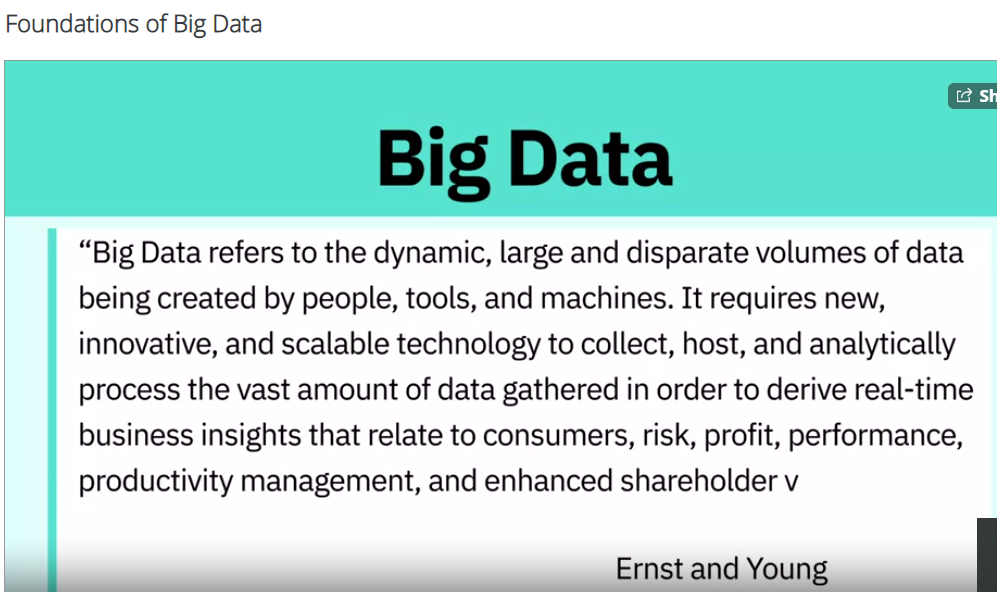 Foundations of Big Data
Sh
Big Data
“Big Data refers to the dynamic, large and disparate volumes of data
being created by people, tools, and machines. It requires new,
innovative, and scalable technology to collect, host, and analytically
process the vast amount of data gathered in order to derive real-time
business insights that relate to consumers, risk, profit, performance,
productivity management, and enhanced shareholder v
Ernst and Young